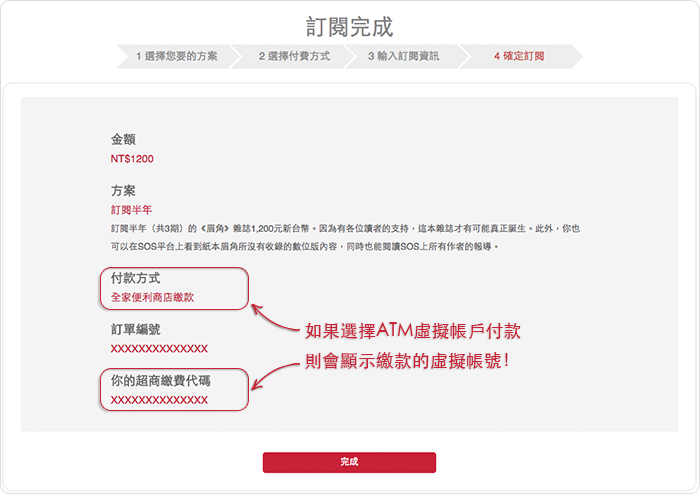 訂閱完成
1 選擇您要的方案
2 選擇付費方式
3 輸入訂閱資訊
4 確定訂閱
金額
NT$1200
方案
訂閱半年
訂閱半年（共3期）的《眉角》雜誌1,200元新台幣。因為有各位讀者的支持，這本雜誌才有可能真正誕生。此外，你也
可以在SOS平台上看到紙本眉角所沒有收錄的數位版內容，同時也能閱讀SOS上所有作者的報導。
付款方式
全家便利商店繳款
訂單編號
XXXXXXXXXXXXXX
你的超商繳費代碼
XXXXXXXXXXXXXX
如果選擇ATM虛擬帳戶付款
則會顯示繳款的虛擬帳號!
完成